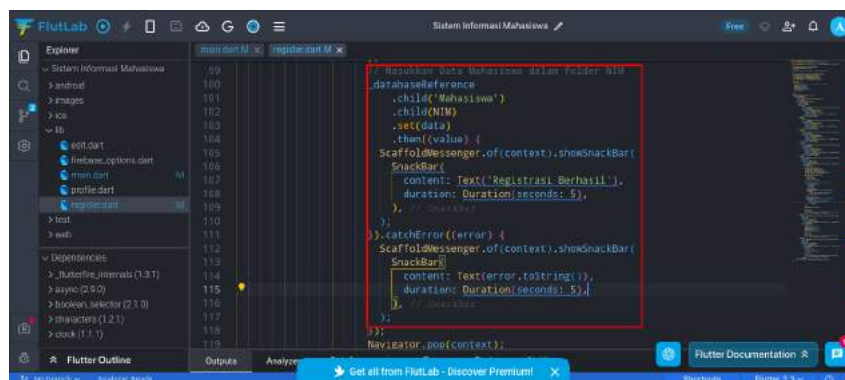 FlutLab
Sistem Informasi Mahasiswa
Free
Explorer
main.dart M x
register.dart M x
Sistem Informasi Mahasiswa
android
images
ios
lib
edit.dart
firebase_options.dart
main.dart M
profile.dart
register.dart M
test
web
Dependencies
_flutterfire_internals (1.3.1)
async (2.9.0)
boolean_selector (2.1.0)
characters (1.2.1)
clock (1.1.1)
Flutter Outline
99 // Masukkan Data Mahasiswa dalam folder NIM
100 _databaseReference
101 .child('Mahasiswa')
102 .child(NIM)
103 .set(data)
104 .then((value) {
105 ScaffoldMessenger.of(context).showSnackBar(
106 SnackBar(
107 content: Text('Registrasi Berhasil'),
108 duration: Duration(seconds: 5),
109 ), // SnackBar
110 );
111 }).catchError((error) {
112 ScaffoldMessenger.of(context).showSnackBar(
113 SnackBar(
114 content: Text(error.toString()),
115 duration: Duration(seconds: 5),
116 ), // SnackBar
117 );
118 });
119 Navigator.pop(context);
Outputs
Analyzer
Flutter Documentation
Get all from FlutLab - Discover Premium!